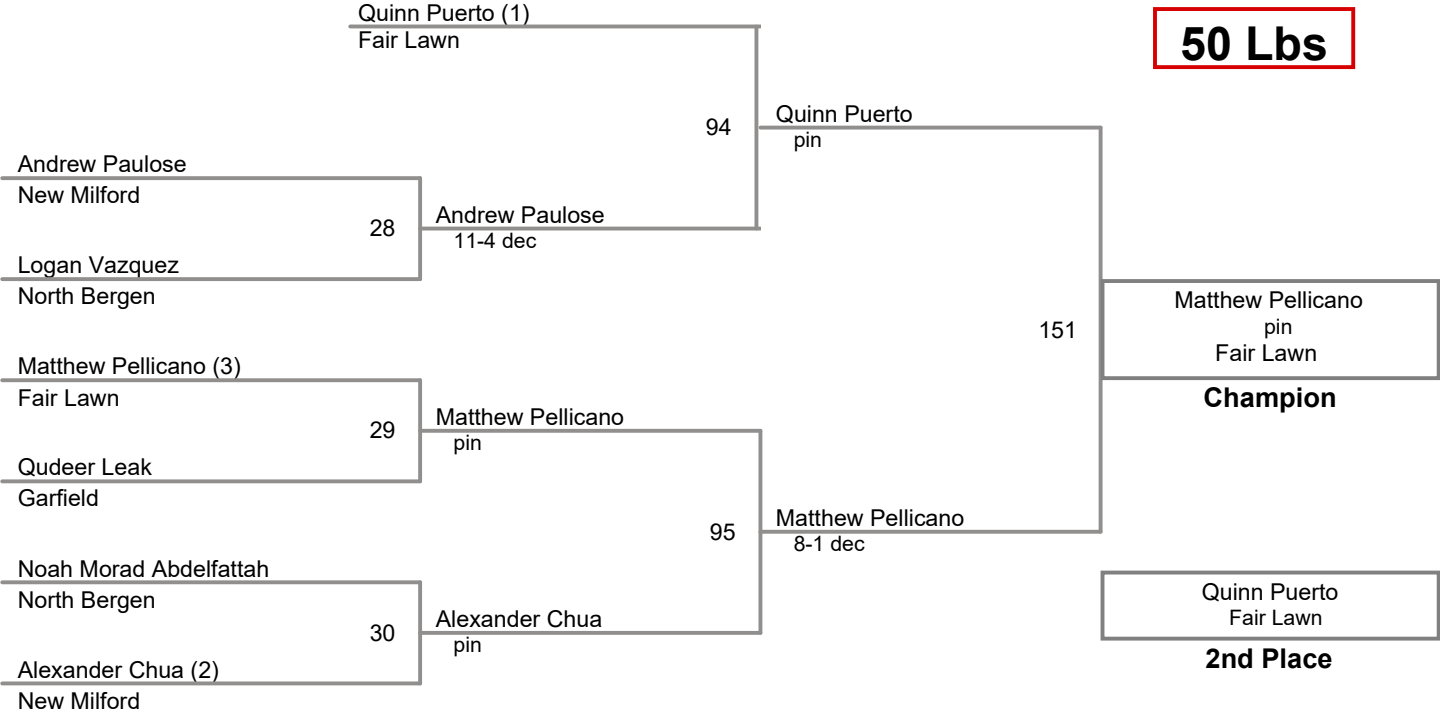 Quinn Puerto (1)
Fair Lawn
50 Lbs
94
Quinn Puerto
pin
Andrew Paulose
New Milford
28
Andrew Paulose
11-4 dec
Logan Vazquez
North Bergen
Matthew Pellicano (3)
Fair Lawn
29
Matthew Pellicano
pin
Qudeer Leak
Garfield
151
Matthew Pellicano
pin
Fair Lawn
Champion
95
Matthew Pellicano
8-1 dec
Noah Morad Abdelfattah
North Bergen
30
Alexander Chua
pin
Alexander Chua (2)
New Milford
Quinn Puerto
Fair Lawn
2nd Place